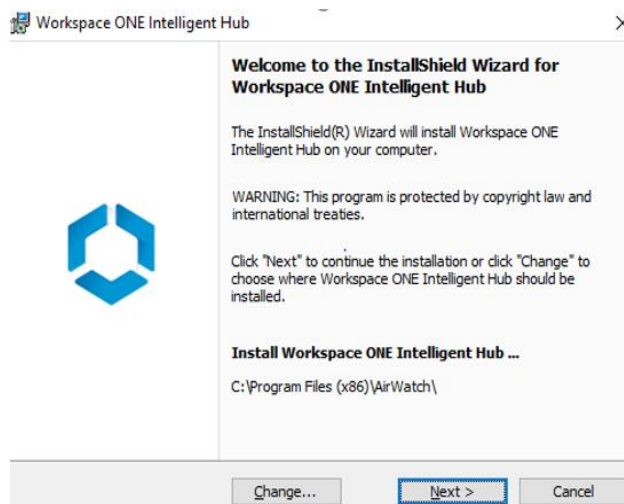 Workspace ONE Intelligent Hub
Welcome to the InstallShield Wizard for
Workspace ONE Intelligent Hub
The InstallShield(R) Wizard will install Workspace ONE
Intelligent Hub on your computer.
WARNING: This program is protected by copyright law and
international treaties.
Click "Next" to continue the installation or click "Change" to
choose where Workspace ONE Intelligent Hub should be
installed.
Install Workspace ONE Intelligent Hub ...
C:\Program Files (x86)\AirWatch\
Change... Next > Cancel